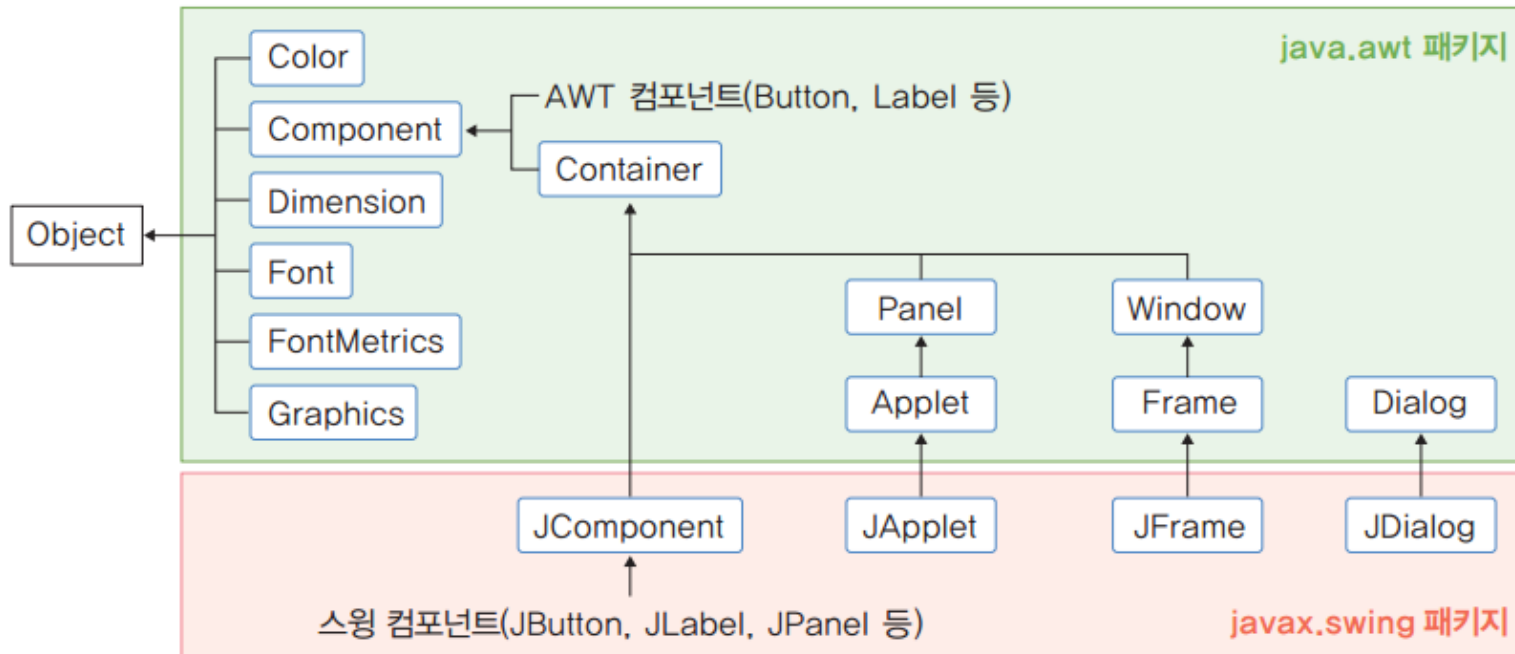 java.awt 패키지
Color
AWT 컴포넌트(Button, Label 등)
Component
Container
Dimension
Object
Font
Panel
Window
FontMetrics
Applet
Frame
Dialog
Graphics
JComponent
JApplet
JFrame
JDialog
스윙 컴포넌트(JButton, JLabel, JPanel 등)
javax.swing 패키지